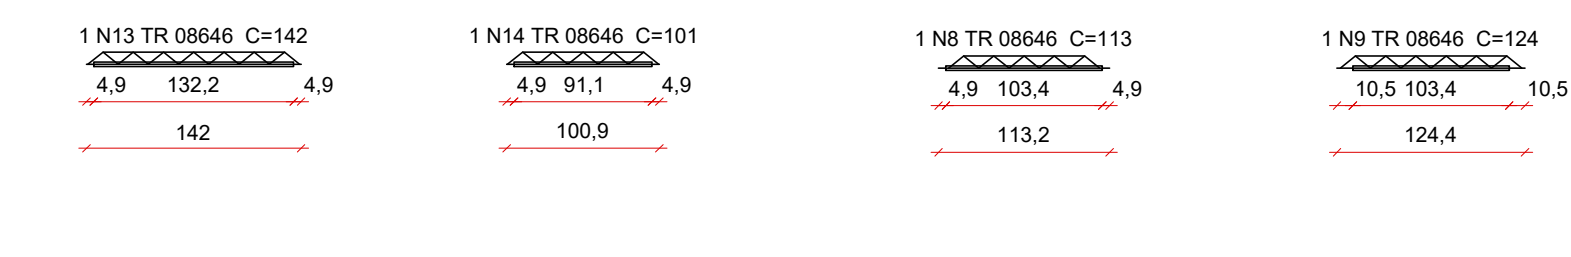 1 N13 TR 08646  C=142
4,9 132,2 4,9
142
1 N14 TR 08646  C=101
4,9 91,1 4,9
100,9
1 N8 TR 08646  C=113
4,9 103,4 4,9
113,2
1 N9 TR 08646  C=124
10,5 103,4 10,5
124,4